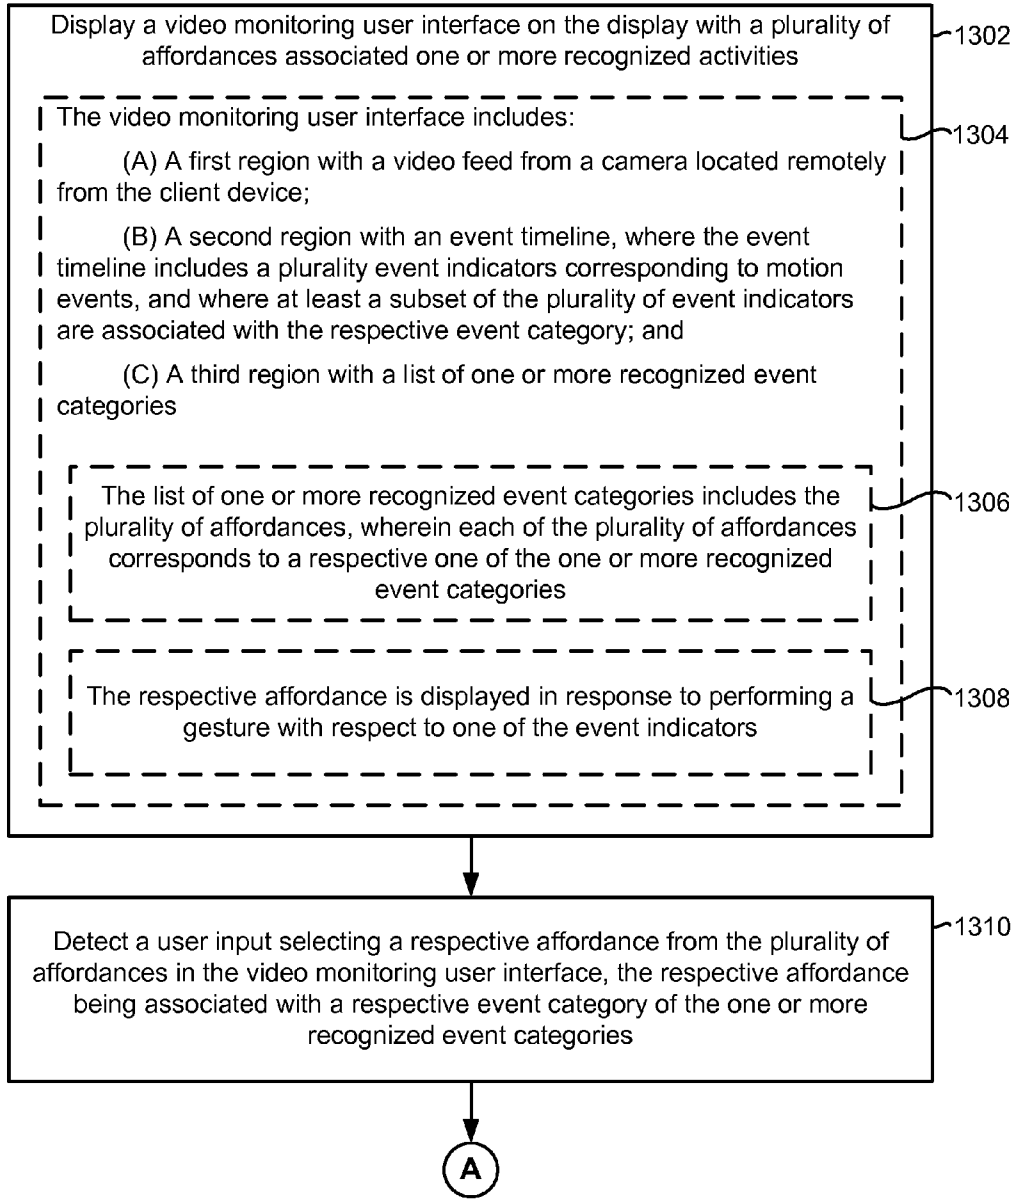 Display a video monitoring user interface on the display with a plurality of
affordances associated one or more recognized activities
1302
The video monitoring user interface includes:
1304
(A) A first region with a video feed from a camera located remotely
from the client device;
(B) A second region with an event timeline, where the event
timeline includes a plurality event indicators corresponding to motion
events, and where at least a subset of the plurality of event indicators
are associated with the respective event category; and
(C) A third region with a list of one or more recognized event
categories
The list of one or more recognized event categories includes the
plurality of affordances, wherein each of the plurality of affordances
corresponds to a respective one of the one or more recognized
event categories
1306
The respective affordance is displayed in response to performing a
gesture with respect to one of the event indicators
1308
Detect a user input selecting a respective affordance from the plurality of
affordances in the video monitoring user interface, the respective affordance
being associated with a respective event category of the one or more
recognized event categories
1310
A